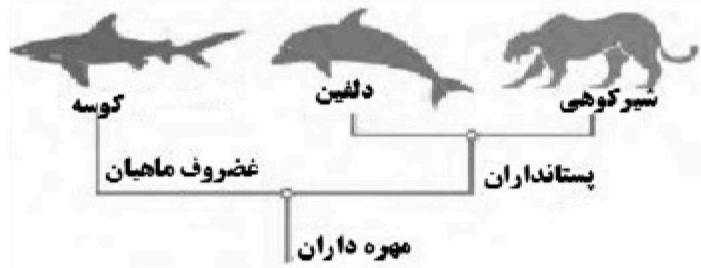 شیرکوهی
دلفین
کوسه
پستانداران
غضروف ماهیان
مهره داران